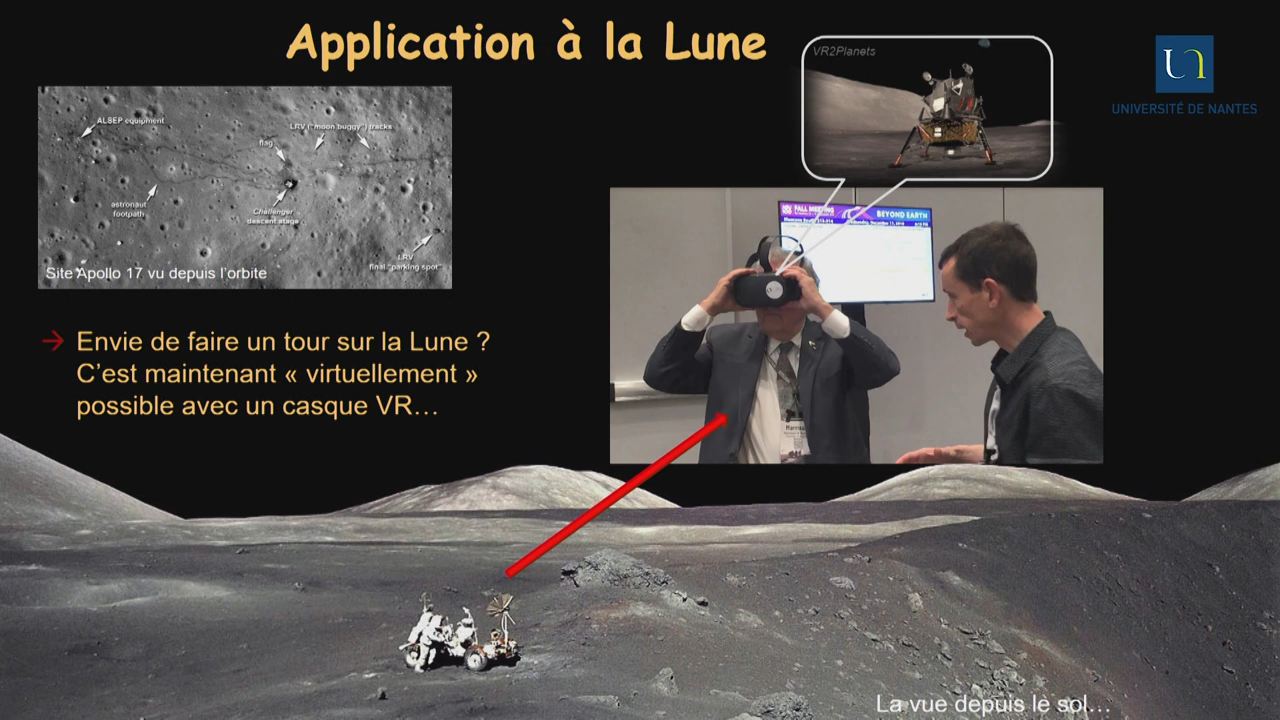 Application à la Lune
VR2Planets
UNIVERSITÉ DE NANTES
ALSEP equipment
LRV ("moon buggy") tracks
flag
astronaut
footpath
Challenger
descent stage
LRV
final "parking spot"
Site Apollo 17 vu depuis l'orbite
FALL MEETING
BEYOND EARTH
→ Envie de faire un tour sur la Lune ?
C'est maintenant « virtuellement »
possible avec un casque VR…
La vue depuis le sol…